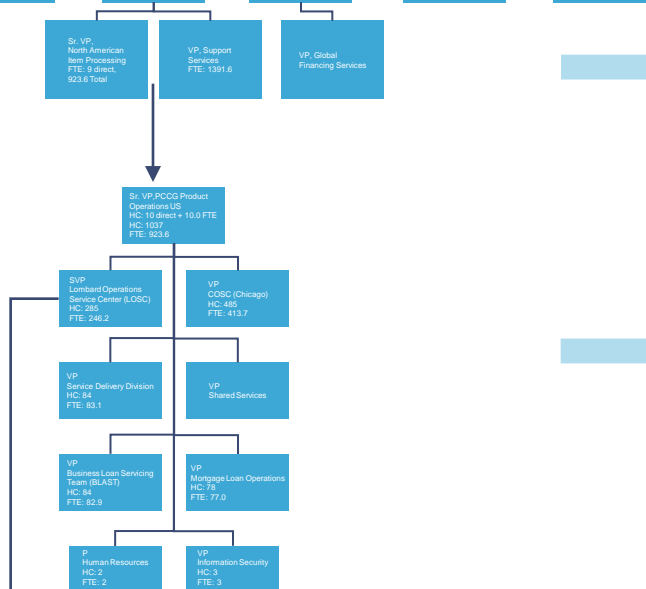 Sr. VP,
North American
Item Processing
FTE: 9 direct,
923.6 Total
VP, Support
Services
FTE: 1391.6
VP, Global
Financing Services
Sr. VP,PCCG Product
Operations US
HC: 10 direct + 10.0 FTE
HC: 1037
FTE: 923.6
SVP
Lombard Operations
Service Center (LOSC)
HC: 285
FTE: 246.2
VP
COSC (Chicago)
HC: 485
FTE: 413.7
VP
Service Delivery Division
HC: 84
FTE: 83.1
VP
Shared Services
VP
Business Loan Servicing
Team (BLAST)
HC: 84
FTE: 82.9
VP
Mortgage Loan Operations
HC: 78
FTE: 77.0
P
Human Resources
HC: 2
FTE: 2
VP
Information Security
HC: 3
FTE: 3